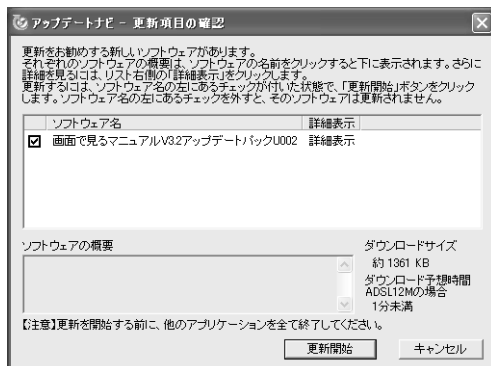 アップデートナビ - 更新項目の確認
更新をお勧めする新しいソフトウェアがあります。
それぞれのソフトウェアの概要は、ソフトウェアの名前をクリックすると下に表示されます。さらに
詳細を見るには、リスト右側の「詳細表示」をクリックします。
更新するには、ソフトウェア名の左にあるチェックが付いた状態で、「更新開始」ボタンをクリック
します。ソフトウェア名の左にあるチェックを外すと、そのソフトウェアは更新されません。
ソフトウェア名 詳細表示
画面で見るマニュアルV3.2アップデートパックU002 詳細表示
ソフトウェアの概要
ダウンロードサイズ
約 1361 KB
ダウンロード予想時間
ADSL12Mの場合
1分未満
【注意】更新を開始する前に、他のアプリケーションを全て終了してください。
更新開始 キャンセル